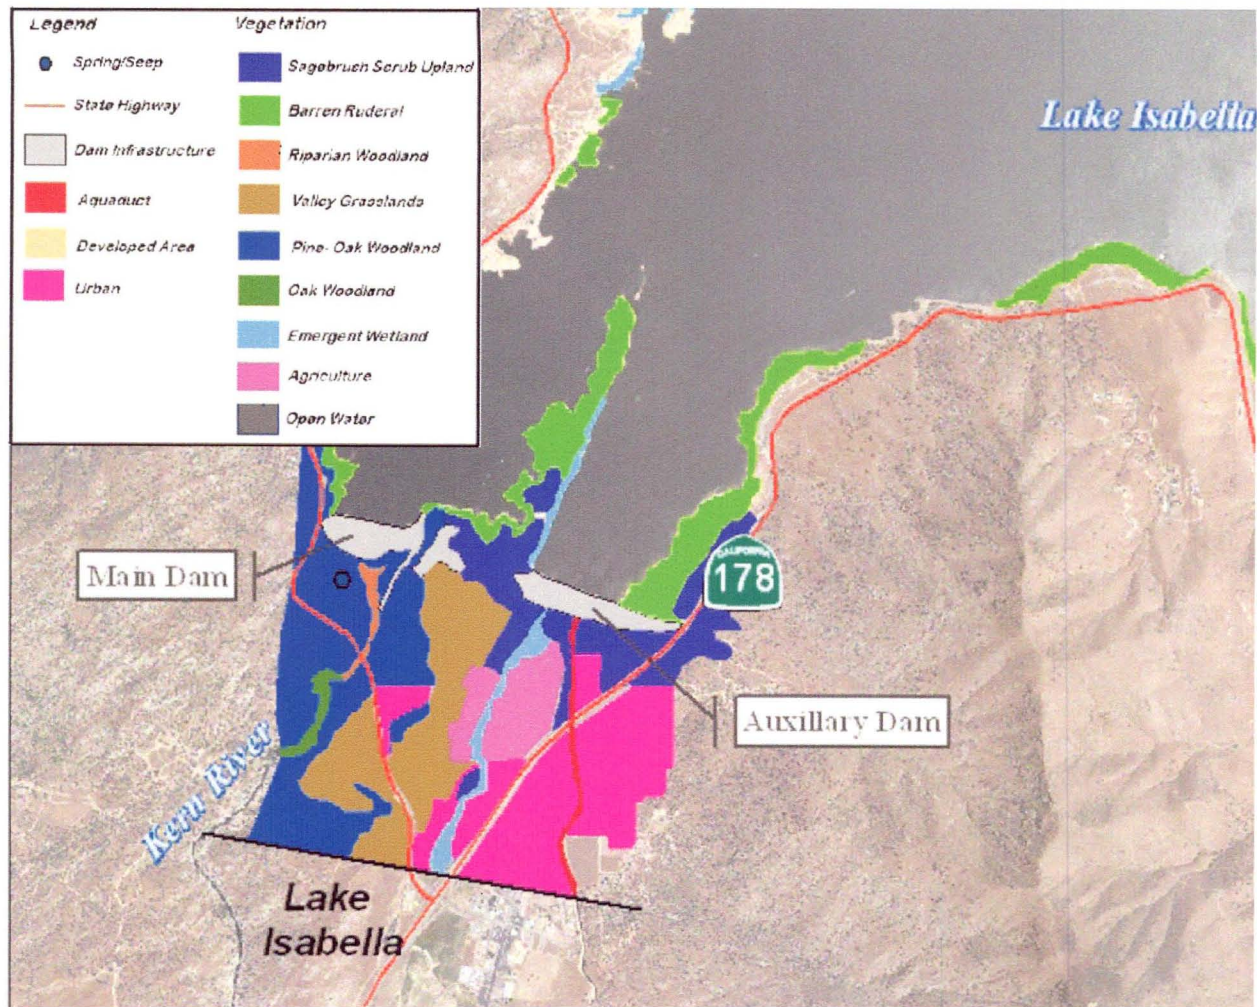 Legend
Spring/Seep
State Highway
Dam Infrastructure
Aquaduct
Developed Area
Urban
Vegetation
Sagebrush Scrub Upland
Barren Ruderal
Riparian Woodland
Valley Grasslands
Pine- Oak Woodland
Oak Woodland
Emergent Wetland
Agriculture
Open Water
Lake Isabella
Main Dam
CALIFORNIA
178
Auxillary Dam
Kern River
Lake
Isabella